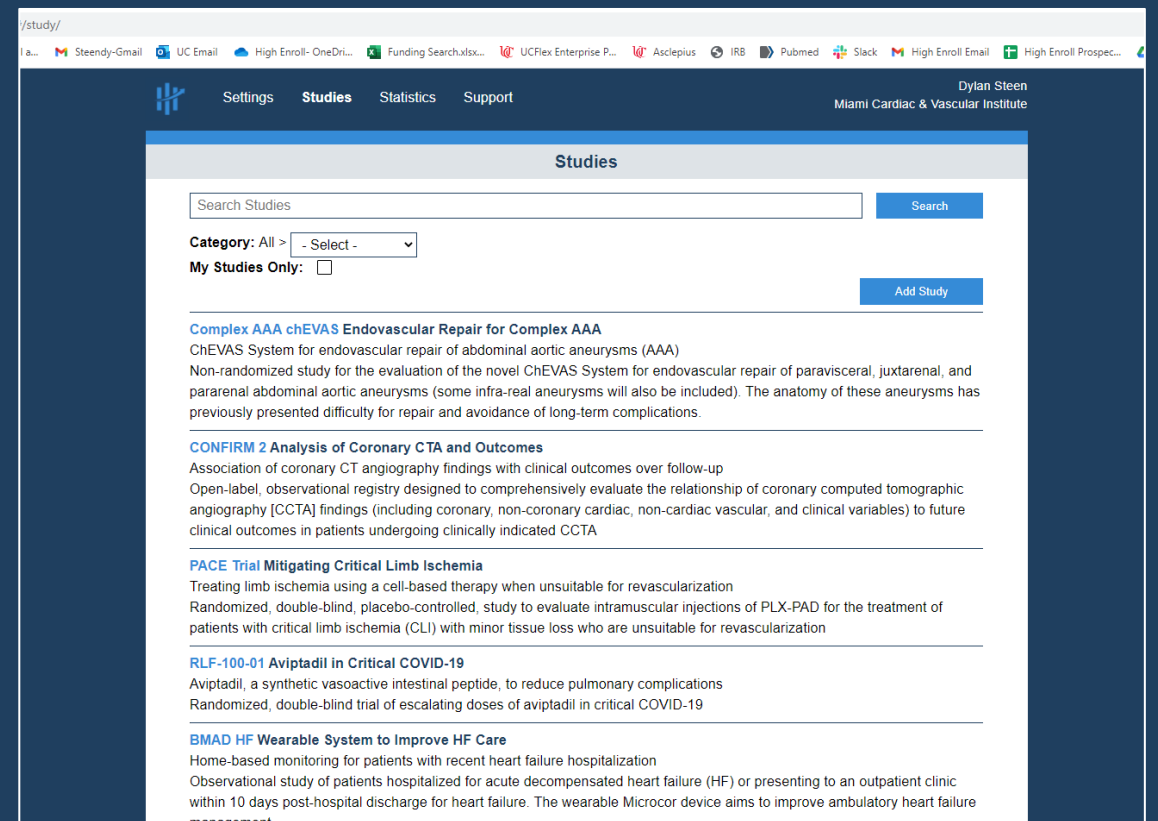 /study/
l a...
Steendy-Gmail
UC Email
High Enroll- OneDri...
Funding Search.xlsx...
UCFlex Enterprise P...
Asclepius
IRB
Pubmed
Slack
High Enroll Email
High Enroll Prospec...
Settings
Studies
Statistics
Support
Dylan Steen
Miami Cardiac & Vascular Institute
Studies
Search Studies
Search
Category: All > - Select -
My Studies Only:
Add Study
Complex AAA chEVAS Endovascular Repair for Complex AAA
ChEVAS System for endovascular repair of abdominal aortic aneurysms (AAA)
Non-randomized study for the evaluation of the novel ChEVAS System for endovascular repair of paravisceral, juxtarenal, and
pararenal abdominal aortic aneurysms (some infra-real aneurysms will also be included). The anatomy of these aneurysms has
previously presented difficulty for repair and avoidance of long-term complications.
CONFIRM 2 Analysis of Coronary CTA and Outcomes
Association of coronary CT angiography findings with clinical outcomes over follow-up
Open-label, observational registry designed to comprehensively evaluate the relationship of coronary computed tomographic
angiography [CCTA] findings (including coronary, non-coronary cardiac, non-cardiac vascular, and clinical variables) to future
clinical outcomes in patients undergoing clinically indicated CCTA
PACE Trial Mitigating Critical Limb Ischemia
Treating limb ischemia using a cell-based therapy when unsuitable for revascularization
Randomized, double-blind, placebo-controlled, study to evaluate intramuscular injections of PLX-PAD for the treatment of
patients with critical limb ischemia (CLI) with minor tissue loss who are unsuitable for revascularization
RLF-100-01 Aviptadil in Critical COVID-19
Aviptadil, a synthetic vasoactive intestinal peptide, to reduce pulmonary complications
Randomized, double-blind trial of escalating doses of aviptadil in critical COVID-19
BMAD HF Wearable System to Improve HF Care
Home-based monitoring for patients with recent heart failure hospitalization
Observational study of patients hospitalized for acute decompensated heart failure (HF) or presenting to an outpatient clinic
within 10 days post-hospital discharge for heart failure. The wearable Microcor device aims to improve ambulatory heart failure